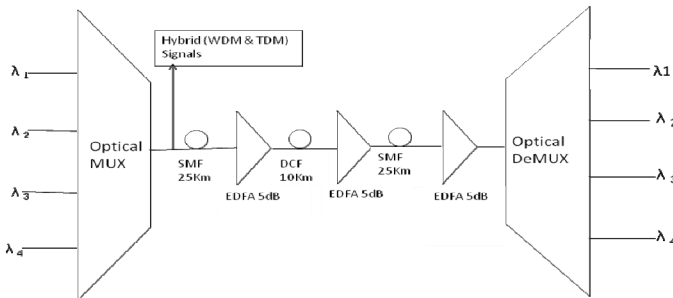 Hybrid (WDM & TDM)
Signals
λ1
λ2
λ3
λ4
Optical
MUX
SMF
25Km
EDFA 5dB
DCF
10Km
EDFA 5dB
SMF
25Km
EDFA 5dB
Optical
DeMUX
λ1
λ2
λ3
λ